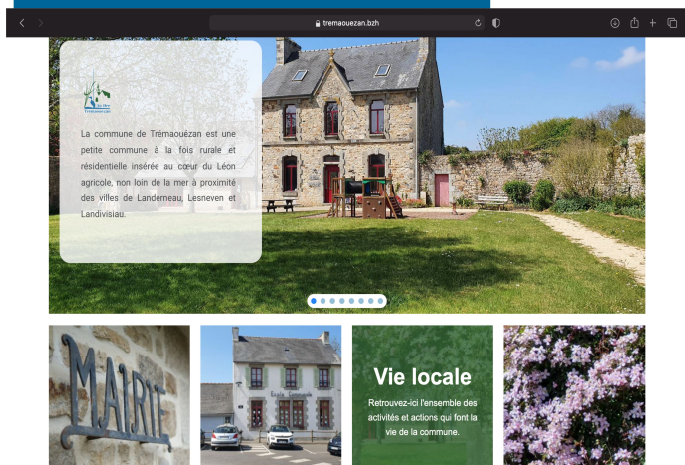 tremaouezan.bzh
La commune de Trémaouézan est une
petite commune à la fois rurale et
résidentielle insérée au cœur du Léon
agricole, non loin de la mer à proximité
des villes de Landerneau, Lesneven et
Landivisiau.
MAIRIE
Ecole Communale
Vie locale
Retrouvez-ici l'ensemble des
activités et actions qui font la
vie de la commune.